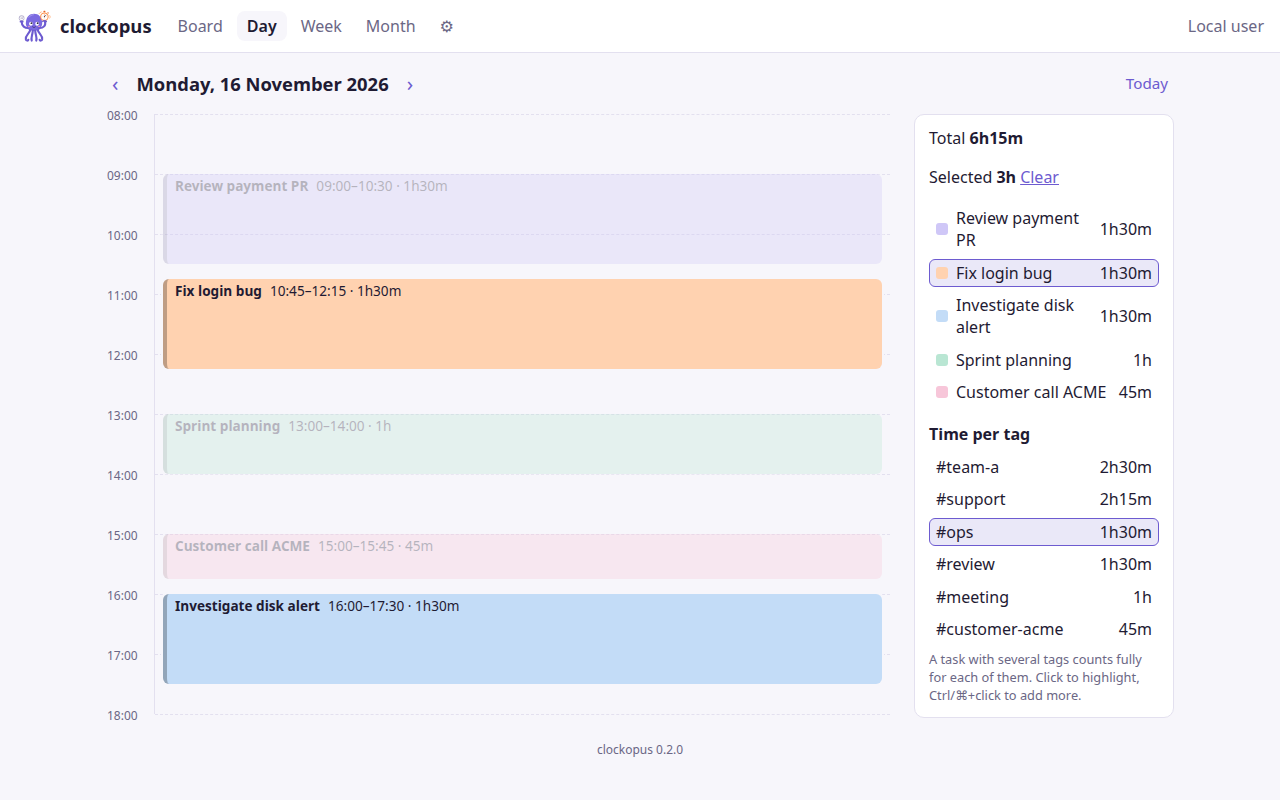 clockopus Board Day Week Month ⚙ Local user
‹ Monday, 16 November 2026 › Today
08:00
09:00
10:00
11:00
12:00
13:00
14:00
15:00
16:00
17:00
18:00
Review payment PR 09:00–10:30 · 1h30m
Fix login bug 10:45–12:15 · 1h30m
Sprint planning 13:00–14:00 · 1h
Customer call ACME 15:00–15:45 · 45m
Investigate disk alert 16:00–17:30 · 1h30m
Total 6h15m
Selected 3h Clear
Review payment
PR 1h30m
Fix login bug 1h30m
Investigate disk
alert 1h30m
Sprint planning 1h
Customer call ACME 45m
Time per tag
#team-a 2h30m
#support 2h15m
#ops 1h30m
#review 1h30m
#meeting 1h
#customer-acme 45m
A task with several tags counts fully
for each of them. Click to highlight,
Ctrl/⌘+click to add more.
clockopus 0.2.0